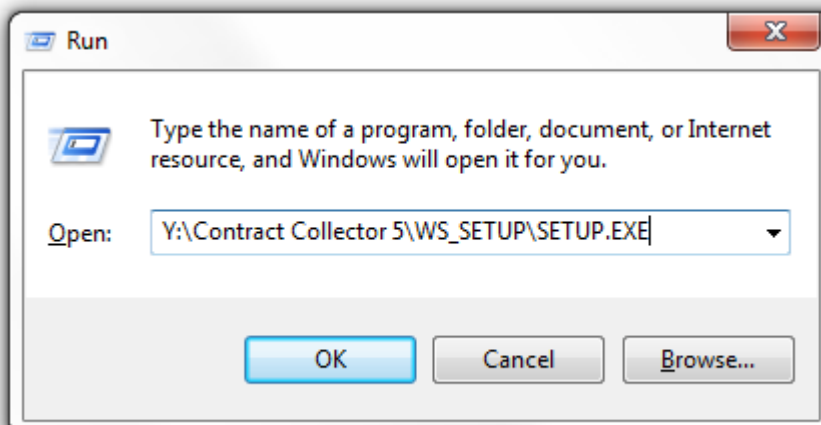 Run
Type the name of a program, folder, document, or Internet
resource, and Windows will open it for you.
Open: Y:\Contract Collector 5\WS_SETUP\SETUP.EXE
OK Cancel Browse...